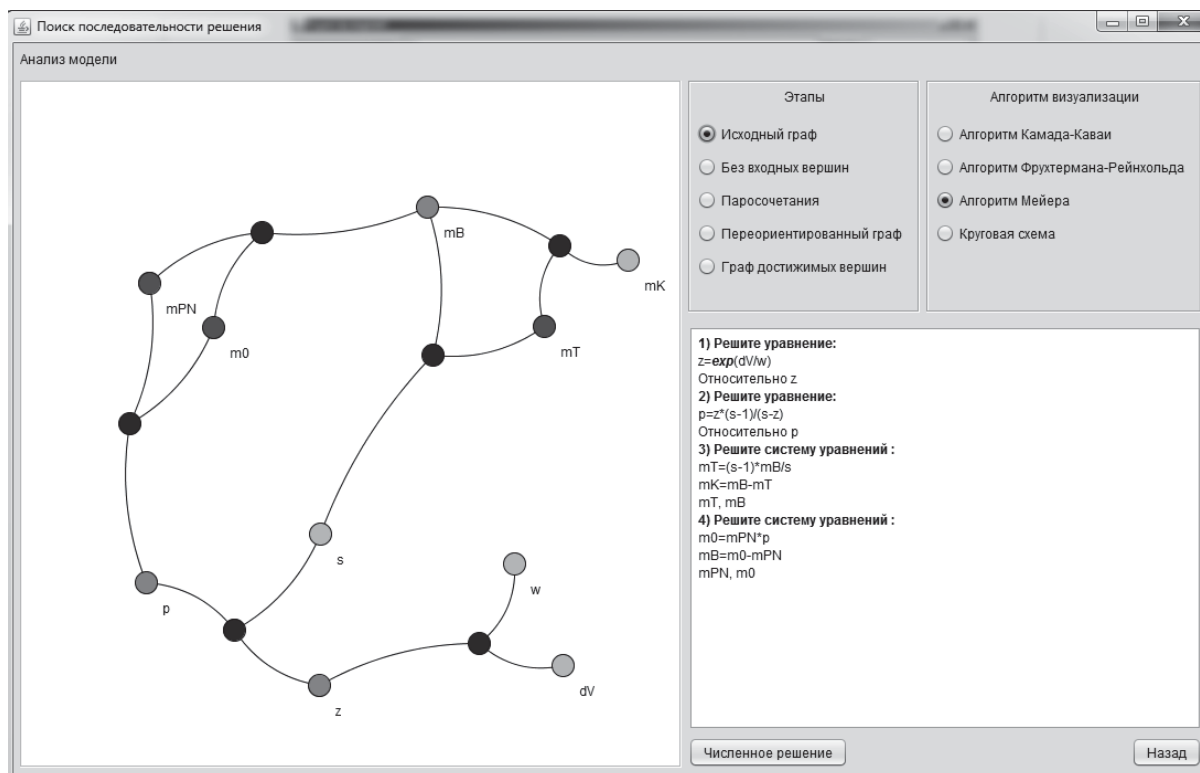 Поиск последовательности решения
Анализ модели
mB
mK
mPN
m0
mT
s
w
p
dV
z
Этапы
Исходный граф
Без входных вершин
Паросочетания
Переориентированный граф
Граф достижимых вершин
Алгоритм визуализации
Алгоритм Камада-Каваи
Алгоритм Фрухтермана-Рейнхольда
Алгоритм Мейера
Круговая схема
1) Решите уравнение:
z=exp(dV/w)
Относительно z
2) Решите уравнение:
p=z*(s-1)/(s-z)
Относительно p
3) Решите систему уравнений :
mT=(s-1)*mB/s
mK=mB-mT
mT, mB
4) Решите систему уравнений :
m0=mPN*p
mB=m0-mPN
mPN, m0
Численное решение
Назад